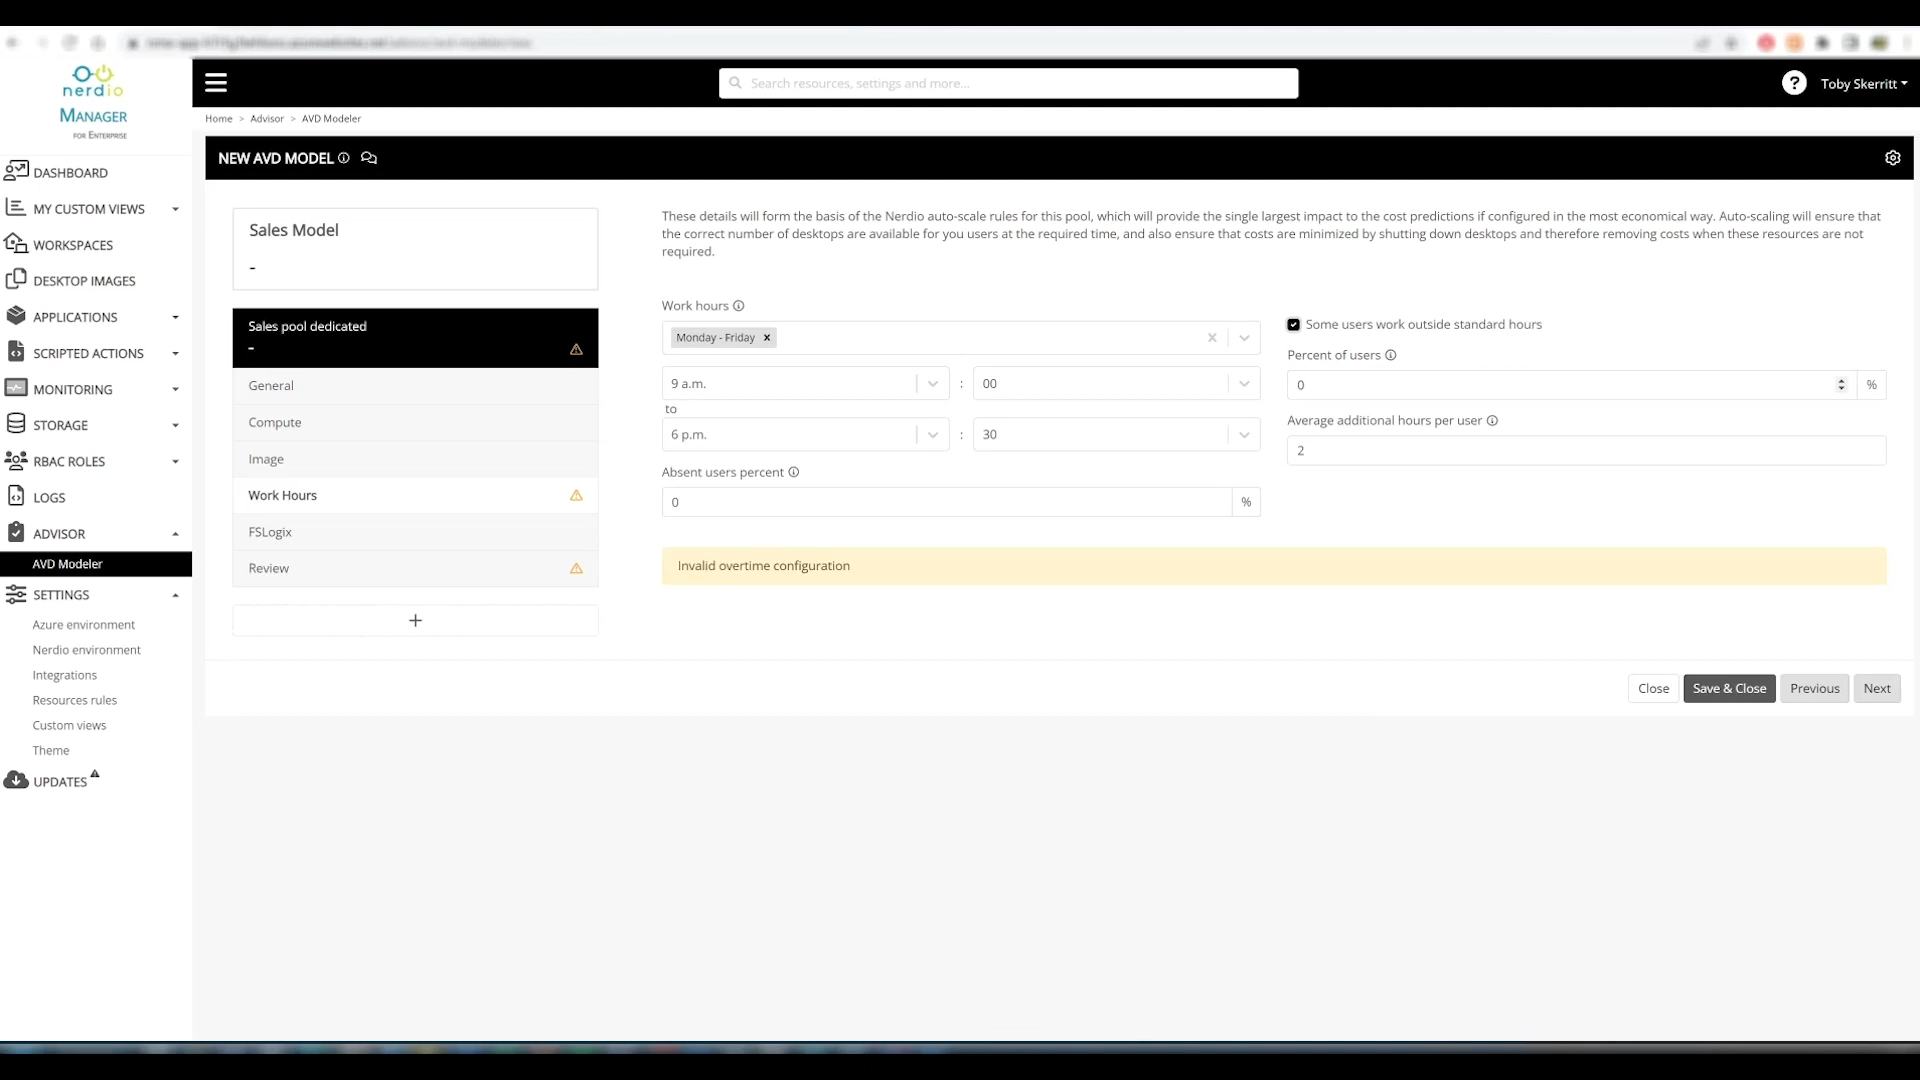 nerdio
MANAGER
FOR ENTERPRISE
Search resources, settings and more...
?
Toby Skerritt
Home > Advisor > AVD Modeler
DASHBOARD
MY CUSTOM VIEWS
WORKSPACES
DESKTOP IMAGES
APPLICATIONS
SCRIPTED ACTIONS
MONITORING
STORAGE
RBAC ROLES
LOGS
ADVISOR
AVD Modeler
SETTINGS
Azure environment
Nerdio environment
Integrations
Resources rules
Custom views
Theme
UPDATES
NEW AVD MODEL
Sales Model
-
Sales pool dedicated
-
General
Compute
Image
Work Hours
FSLogix
Review
+
These details will form the basis of the Nerdio auto-scale rules for this pool, which will provide the single largest impact to the cost predictions if configured in the most economical way. Auto-scaling will ensure that
the correct number of desktops are available for you users at the required time, and also ensure that costs are minimized by shutting down desktops and therefore removing costs when these resources are not
required.
Work hours
Monday - Friday ×
9 a.m. : 00
to
6 p.m. : 30
Absent users percent
0 %
Some users work outside standard hours
Percent of users
0 %
Average additional hours per user
2
Invalid overtime configuration
Close Save & Close Previous Next